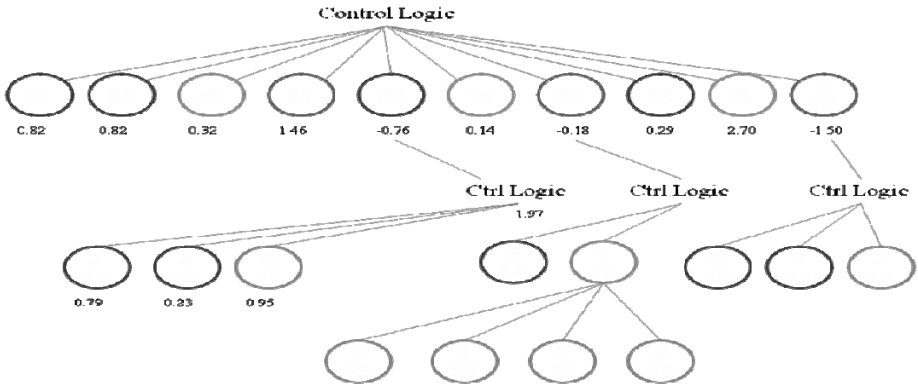 Control Logic
0.82 0.82 0.32 1.46 -0.76 0.14 -0.18 0.29 2.70 -1.50
Ctrl Logic Ctrl Logic Ctrl Logic
1.97
0.79 0.23 0.95